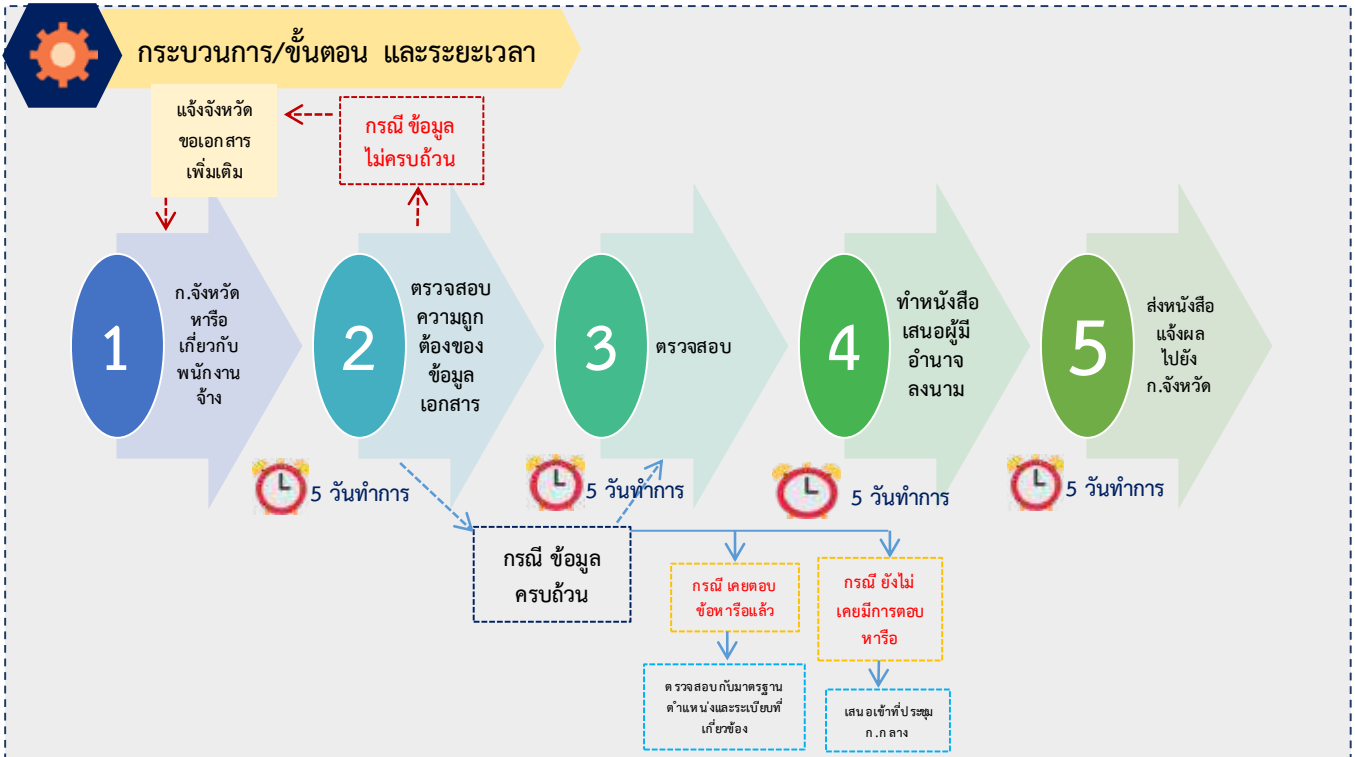 กระบวนการ/ขั้นตอน และระยะเวลา
แจ้งจังหวัด
ขอเอกสาร
เพิ่มเติม
กรณี ข้อมูล
ไม่ครบถ้วน
1
ก.จังหวัด
หารือ
เกี่ยวกับ
พนักงาน
จ้าง
2
ตรวจสอบ
ความถูก
ต้องของ
ข้อมูล
เอกสาร
3
ตรวจสอบ
4
ทำหนังสือ
เสนอผู้มี
อำนาจ
ลงนาม
5
ส่งหนังสือ
แจ้งผล
ไปยัง
ก.จังหวัด
5 วันทำการ
5 วันทำการ
5 วันทำการ
5 วันทำการ
กรณี ข้อมูล
ครบถ้วน
กรณี เคยตอบ
ข้อหารือแล้ว
กรณี ยังไม่
เคยมีการตอบ
หารือ
ตรวจสอบกับมาตรฐาน
ตำแหน่งและระเบียบที่
เกี่ยวข้อง
เสนอเข้าที่ประชุม
ก.กลาง